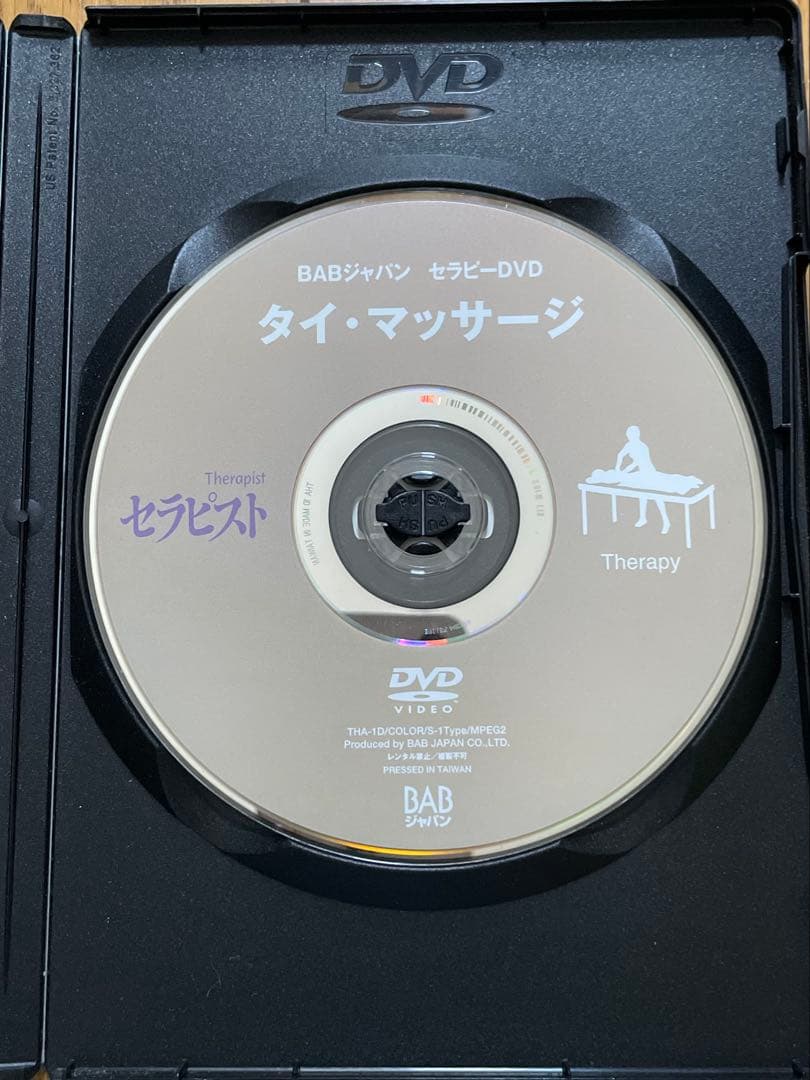 DVD
BABジャパン セラピーDVD
タイ・マッサージ
Therapist
セラピスト
Therapy
DVD
VIDEO
THA-1D/COLOR/S-1Type/MPEG2
Produced by BAB JAPAN CO.,LTD.
レンタル禁止/複製不可
PRESSED IN TAIWAN
BAB
ジャパン